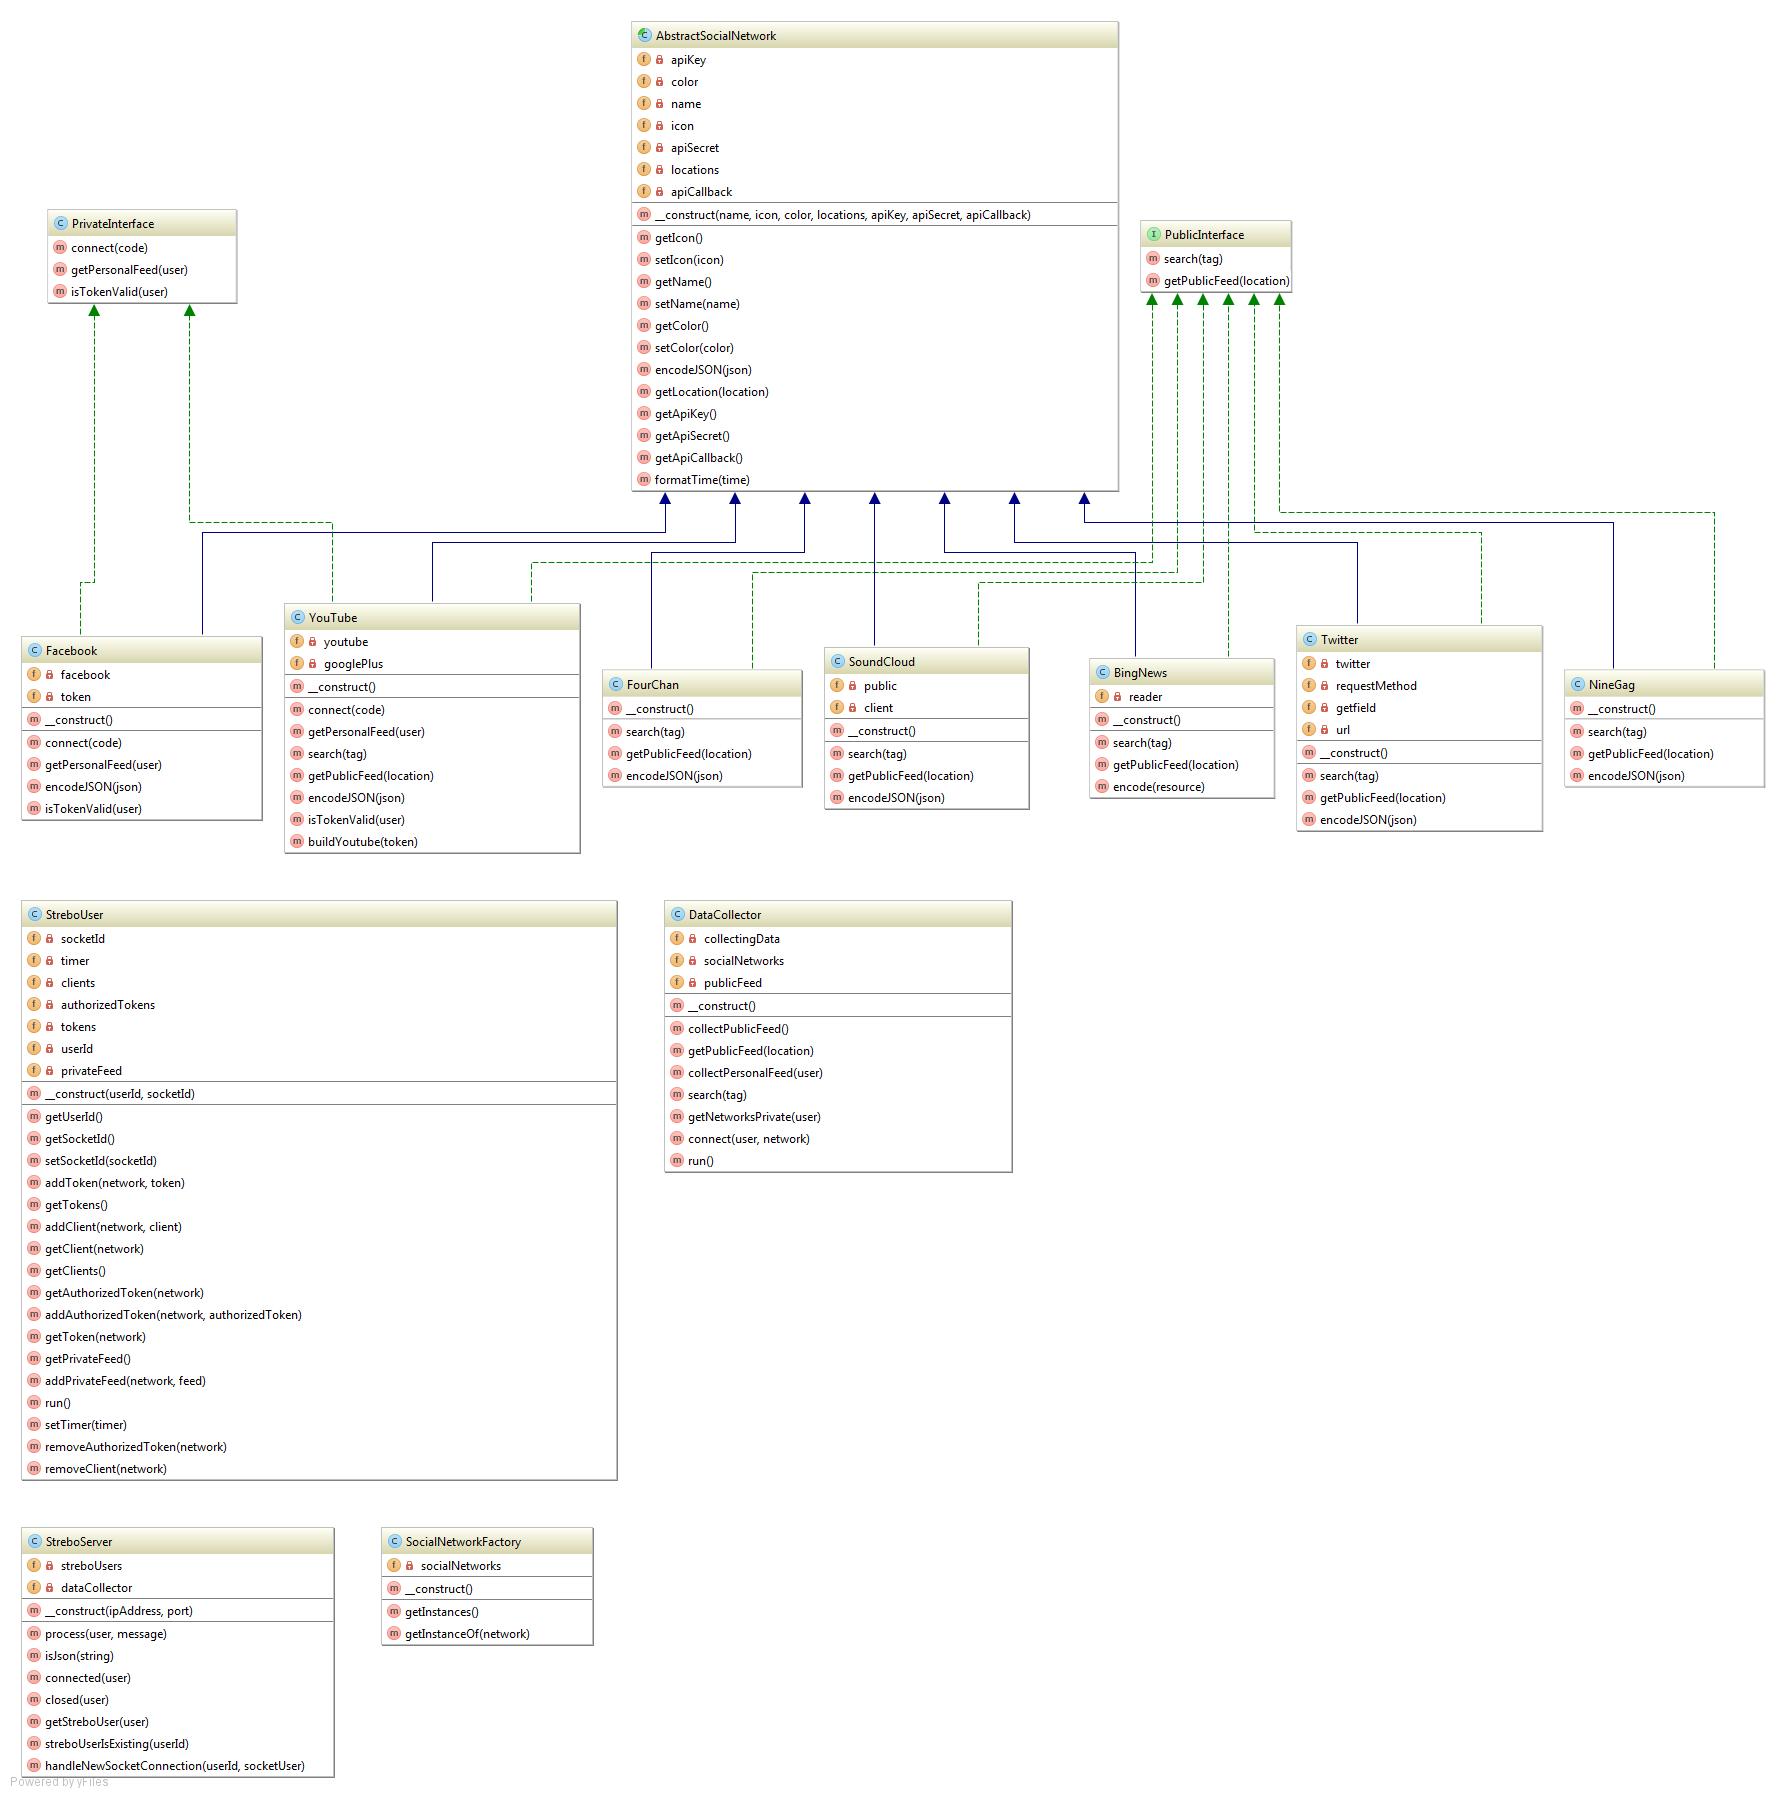 AbstractSocialNetwork
apiKey
color
name
icon
apiSecret
locations
apiCallback
__construct(name, icon, color, locations, apiKey, apiSecret, apiCallback)
getIcon()
setIcon(icon)
getName()
setName(name)
getColor()
setColor(color)
encodeJSON(json)
getLocation(location)
getApiKey()
getApiSecret()
getApiCallback()
formatTime(time)
PrivateInterface
connect(code)
getPersonalFeed(user)
isTokenValid(user)
PublicInterface
search(tag)
getPublicFeed(location)
Facebook
facebook
token
__construct()
connect(code)
getPersonalFeed(user)
encodeJSON(json)
isTokenValid(user)
YouTube
youtube
googlePlus
__construct()
connect(code)
getPersonalFeed(user)
search(tag)
getPublicFeed(location)
encodeJSON(json)
isTokenValid(user)
buildYoutube(token)
FourChan
__construct()
search(tag)
getPublicFeed(location)
encodeJSON(json)
SoundCloud
public
client
__construct()
search(tag)
getPublicFeed(location)
encodeJSON(json)
BingNews
reader
__construct()
search(tag)
getPublicFeed(location)
encode(resource)
Twitter
twitter
requestMethod
getfield
url
__construct()
search(tag)
getPublicFeed(location)
encodeJSON(json)
NineGag
__construct()
search(tag)
getPublicFeed(location)
encodeJSON(json)
StreboUser
socketId
timer
clients
authorizedTokens
tokens
userId
privateFeed
__construct(userId, socketId)
getUserId()
getSocketId()
setSocketId(socketId)
addToken(network, token)
getTokens()
addClient(network, client)
getClient(network)
getClients()
getAuthorizedToken(network)
addAuthorizedToken(network, authorizedToken)
getToken(network)
getPrivateFeed()
addPrivateFeed(network, feed)
run()
setTimer(timer)
removeAuthorizedToken(network)
removeClient(network)
DataCollector
collectingData
socialNetworks
publicFeed
__construct()
collectPublicFeed()
getPublicFeed(location)
collectPersonalFeed(user)
search(tag)
getNetworksPrivate(user)
connect(user, network)
run()
StreboServer
streboUsers
dataCollector
__construct(ipAddress, port)
process(user, message)
isJson(string)
connected(user)
closed(user)
getStreboUser(user)
streboUserIsExisting(userId)
handleNewSocketConnection(userId, socketUser)
SocialNetworkFactory
socialNetworks
__construct()
getInstances()
getInstanceOf(network)
Powered by yFiles